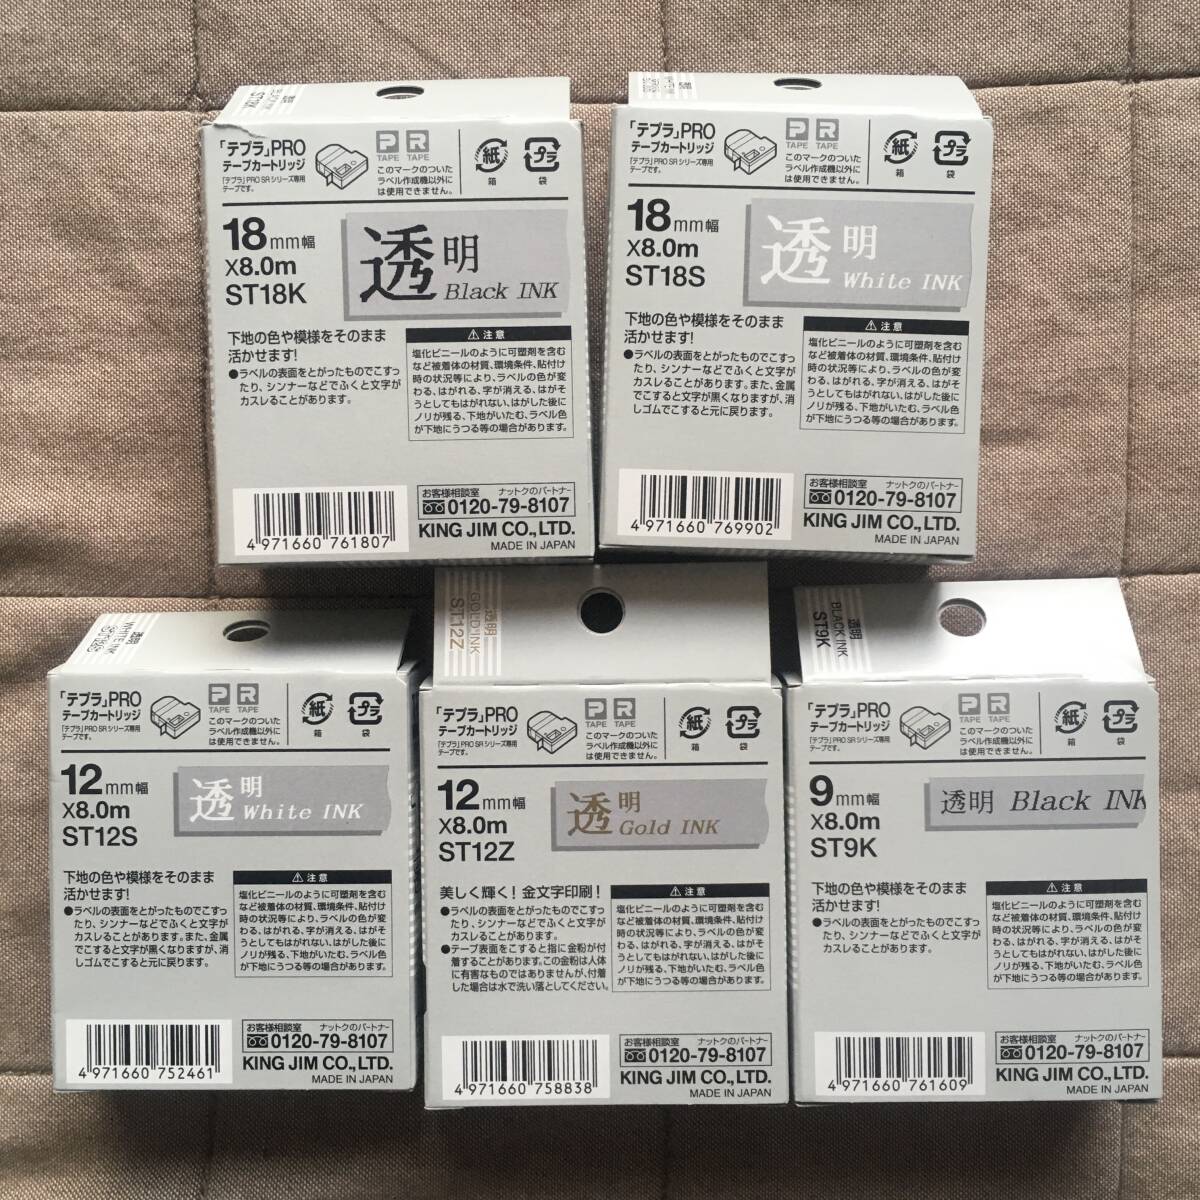 透明
BLACK INK
ST18K
「テプラ」PRO
テープカートリッジ
「テプラ」PRO SRシリーズ専用
テープです。
P R
TAPE TAPE
このマークのついた
ラベル作成機以外に
は使用できません。
紙
箱
プラ
袋
18mm幅
X8.0m
ST18K
透明
Black INK
下地の色や模様をそのまま
活かせます!
●ラベルの表面をとがったものでこすっ
たり、シンナーなどでふくと文字が
カスレることがあります。
⚠注意
塩化ビニールのように可塑剤を含む
など被着体の材質、環境条件、貼付け
時の状況等により、ラベルの色が変
わる、はがれる、字が消える、はがそ
うとしてもはがれない、はがした後に
ノリが残る、下地がいたむ、ラベル色
が下地にうつる等の場合があります。
4 971660 761807
お客様相談室 ナットクのパートナー
0120-79-8107
KING JIM CO.,LTD.
MADE IN JAPAN
「テプラ」PRO
テープカートリッジ
「テプラ」PRO SRシリーズ専用
テープです。
P R
TAPE TAPE
このマークのついた
ラベル作成機以外に
は使用できません。
紙
箱
プラ
袋
18mm幅
X8.0m
ST18S
透明
White INK
下地の色や模様をそのまま
活かせます!
●ラベルの表面をとがったものでこすっ
たり、シンナーなどでふくと文字が
カスレることがあります。また、金属
でこすると文字が黒くなりますが、消
しゴムでこすると元に戻ります。
⚠注意
塩化ビニールのように可塑剤を含む
など被着体の材質、環境条件、貼付け
時の状況等により、ラベルの色が変
わる、はがれる、字が消える、はがそ
うとしてもはがれない、はがした後に
ノリが残る、下地がいたむ、ラベル色
が下地にうつる等の場合があります。
4 971660 769902
お客様相談室 ナットクのパートナー
0120-79-8107
KING JIM CO.,LTD.
MADE IN JAPAN
透明
WHITE INK
ST12S
「テプラ」PRO
テープカートリッジ
「テプラ」PRO SRシリーズ専用
テープです。
P R
TAPE TAPE
このマークのついた
ラベル作成機以外に
は使用できません。
紙
箱
プラ
袋
12mm幅
X8.0m
ST12S
透明
White INK
下地の色や模様をそのまま
活かせます!
●ラベルの表面をとがったものでこすっ
たり、シンナーなどでふくと文字が
カスレることがあります。また、金属
でこすると文字が黒くなりますが、消
しゴムでこすると元に戻ります。
⚠注意
塩化ビニールのように可塑剤を含む
など被着体の材質、環境条件、貼付け
時の状況等により、ラベルの色が変
わる、はがれる、字が消える、はがそ
うとしてもはがれない、はがした後に
ノリが残る、下地がいたむ、ラベル色
が下地にうつる等の場合があります。
4 971660 752461
お客様相談室 ナットクのパートナー
0120-79-8107
KING JIM CO.,LTD.
MADE IN JAPAN
透明
GOLD INK
ST12Z
「テプラ」PRO
テープカートリッジ
「テプラ」PRO SRシリーズ専用
テープです。
P R
TAPE TAPE
このマークのついた
ラベル作成機以外に
は使用できません。
紙
箱
プラ
袋
12mm幅
X8.0m
ST12Z
透明
Gold INK
美しく輝く!金文字印刷!
●ラベルの表面をとがったものでこすっ
たり、シンナーなどでふくと文字が
カスレることがあります。
●テープ表面をこすると指に金粉が付
着することがあります。この金粉は人体
に有害なものではありませんが、付着
した場合は水で洗い落としてください。
⚠注意
塩化ビニールのように可塑剤を含む
など被着体の材質、環境条件、貼付け
時の状況等により、ラベルの色が変
わる、はがれる、字が消える、はがそ
うとしてもはがれない、はがした後に
ノリが残る、下地がいたむ、ラベル色
が下地にうつる等の場合があります。
4 971660 758838
お客様相談室 ナットクのパートナー
0120-79-8107
KING JIM CO.,LTD.
MADE IN JAPAN
透明
BLACK INK
ST9K
「テプラ」PRO
テープカートリッジ
「テプラ」PRO SRシリーズ専用
テープです。
P R
TAPE TAPE
このマークのついた
ラベル作成機以外に
は使用できません。
紙
箱
プラ
袋
9mm幅
X8.0m
ST9K
透明 Black INK
下地の色や模様をそのまま
活かせます!
●ラベルの表面をとがったものでこすっ
たり、シンナーなどでふくと文字が
カスレることがあります。
⚠注意
塩化ビニールのように可塑剤を含む
など被着体の材質、環境条件、貼付け
時の状況等により、ラベルの色が変
わる、はがれる、字が消える、はがそ
うとしてもはがれない、はがした後に
ノリが残る、下地がいたむ、ラベル色
が下地にうつる等の場合があります。
4 971660 761609
お客様相談室 ナットクのパートナー
0120-79-8107
KING JIM CO.,LTD.
MADE IN JAPAN